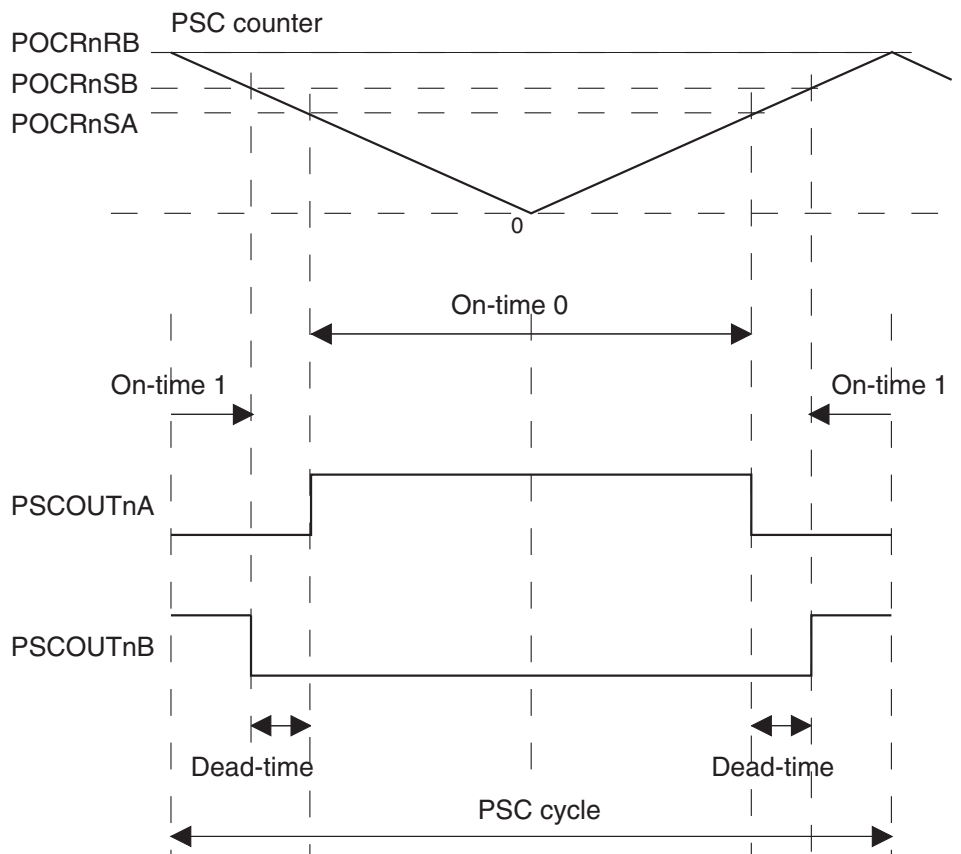 PSC counter
POCRnRB
POCRnSB
POCRnSA
0
On-time 0
On-time 1
On-time 1
PSCOUTnA
PSCOUTnB
Dead-time
Dead-time
PSC cycle